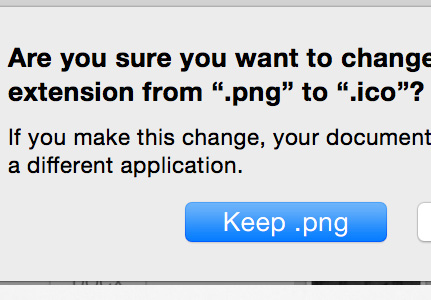 Are you sure you want to change
extension from “.png” to “.ico”?
If you make this change, your document
a different application.
Keep .png